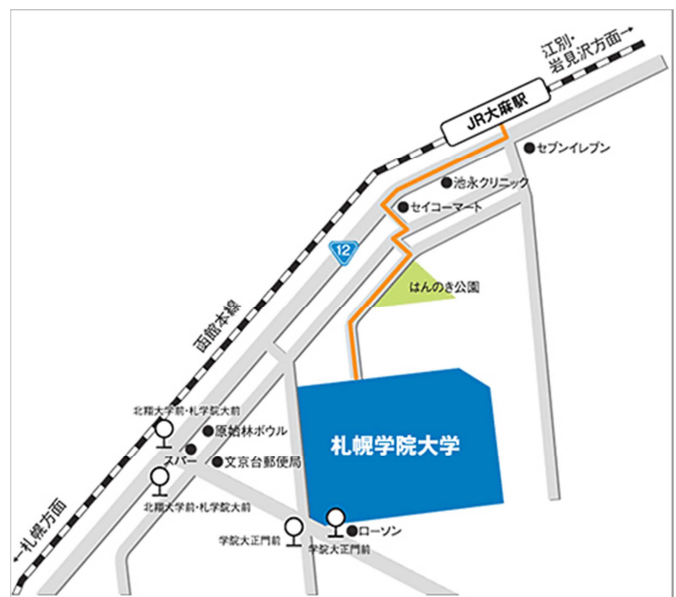 江別・
岩見沢方面→
JR大麻駅
セブンイレブン
池永クリニック
セイコーマート
12
はんのき公園
函館本線
北翔大学前・札学院大前
原始林ボウル
スパー
文京台郵便局
札幌学院大学
北翔大学前・札学院大前
←札幌方面
学院大正門前
ローソン
学院大正門前